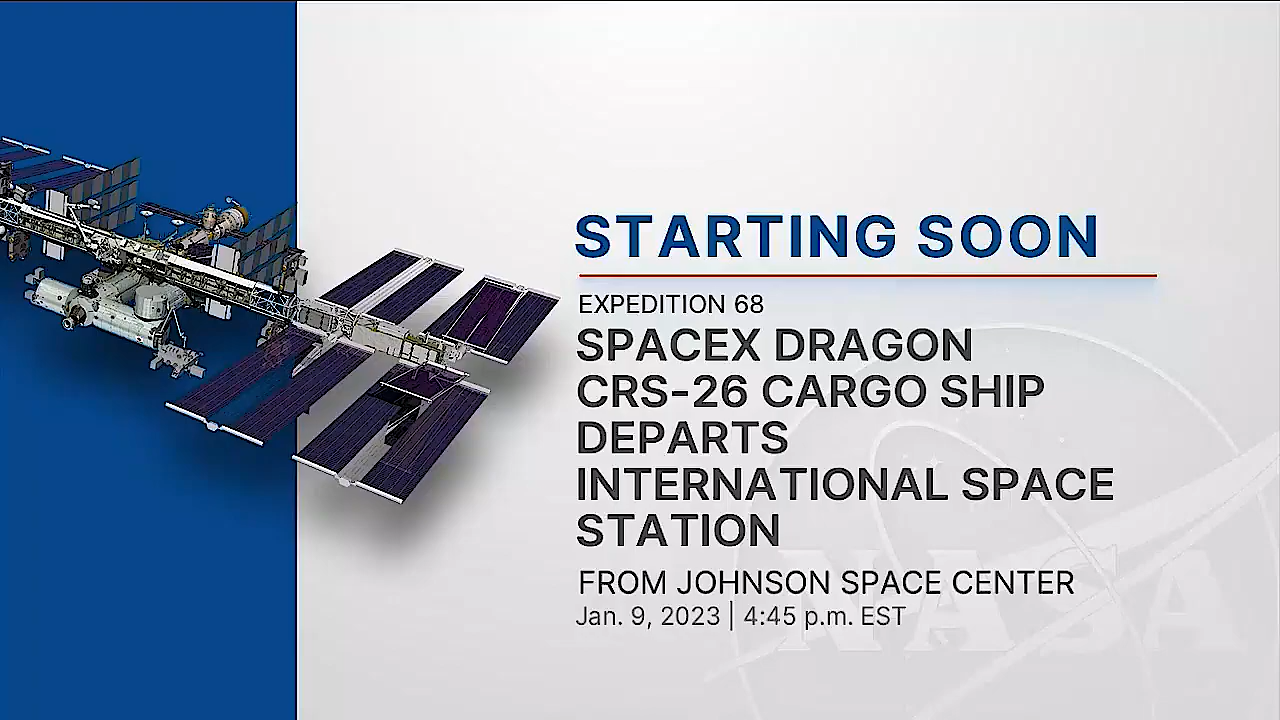 STARTING SOON
EXPEDITION 68
SPACEX DRAGON
CRS-26 CARGO SHIP
DEPARTS
INTERNATIONAL SPACE
STATION
FROM JOHNSON SPACE CENTER
Jan. 9, 2023 | 4:45 p.m. EST
NASA